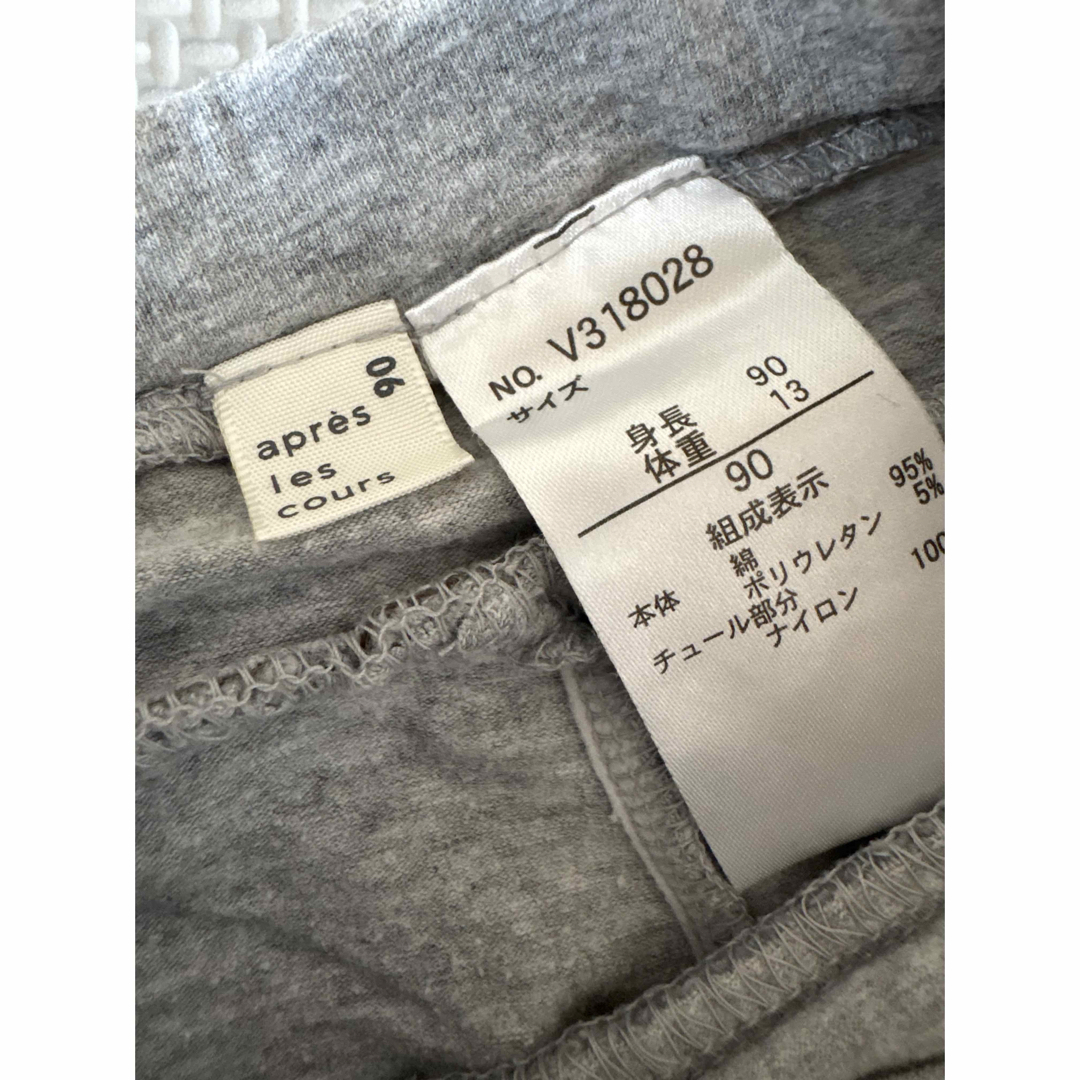 90
après
les
cours
NO. V318028
サイズ
身長 90
体重 13
90
組成表示
本体 綿 95%
ポリウレタン 5%
チュール部分
ナイロン 100